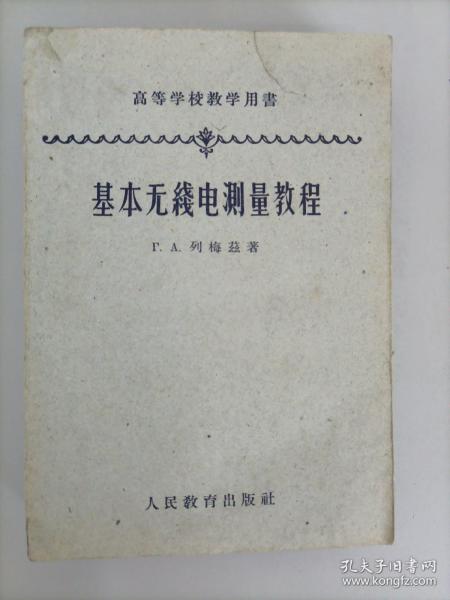 高等学校教学用書
基本无綫电测量教程
Г. А. 列梅茲著
人民教育出版社
孔夫子旧书网
www.kongfz.com